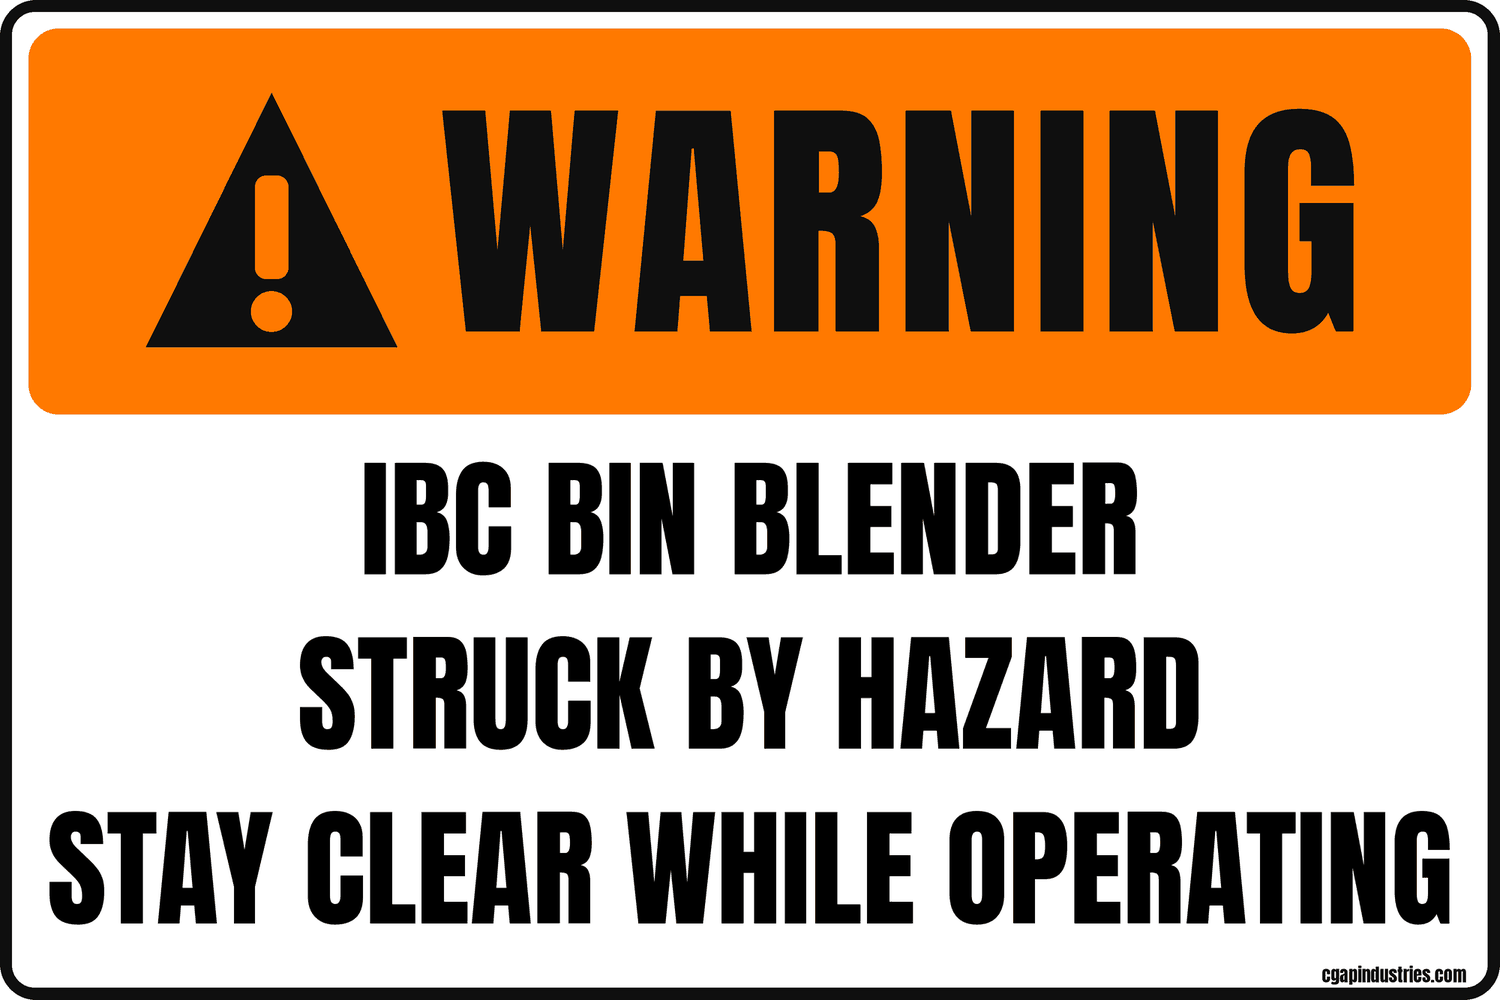 WARNING
IBC BIN BLENDER
STRUCK BY HAZARD
STAY CLEAR WHILE OPERATING
cgapindustries.com